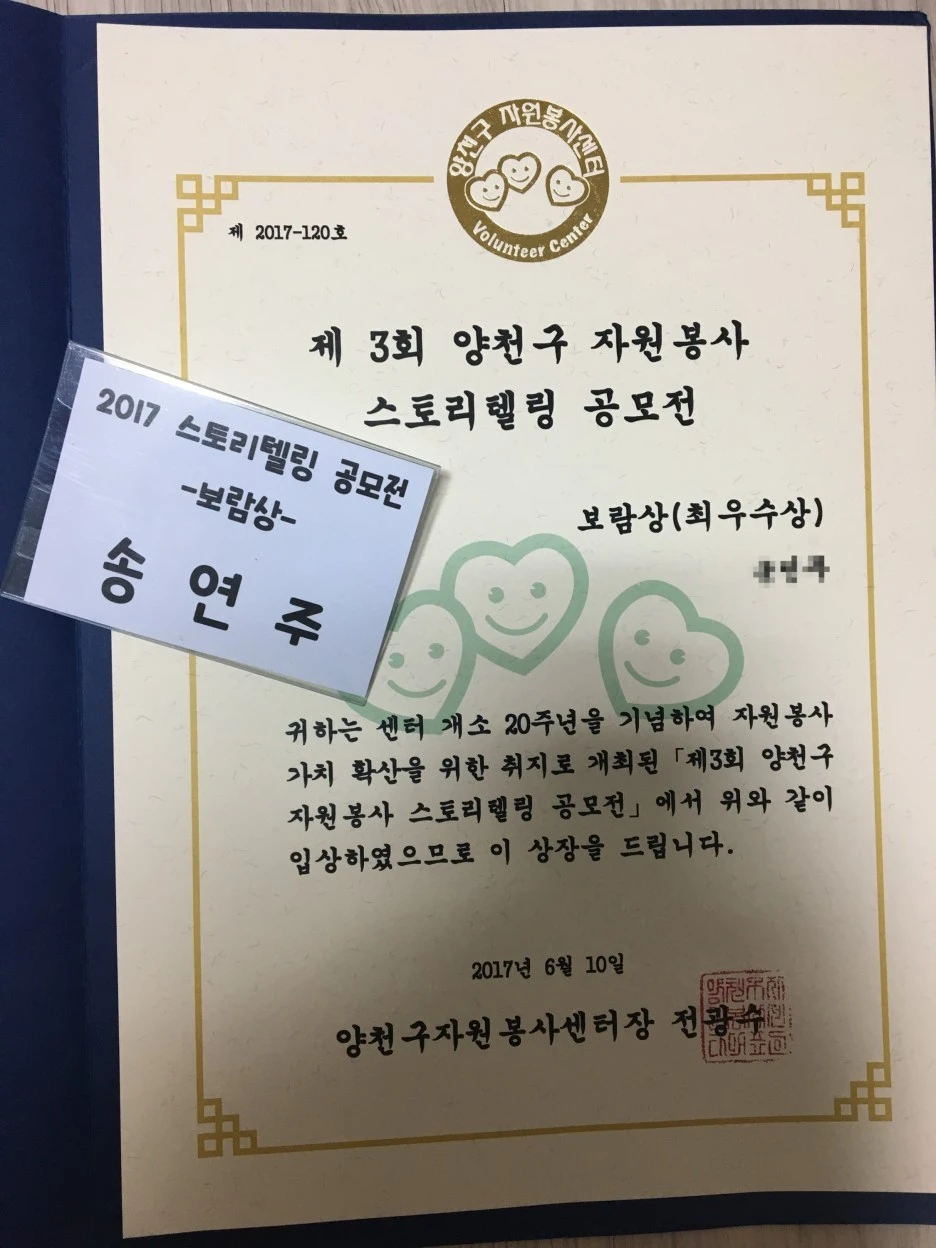 양천구 자원봉사센터
Volunteer Center
제 2017-120호
제 3회 양천구 자원봉사
스토리텔링 공모전
2017 스토리텔링 공모전
-보람상-
송 연 주
보람상(최우수상)
귀하는 센터 개소 20주년을 기념하여 자원봉사
가치 확산을 위한 취지로 개최된 「제3회 양천구
자원봉사 스토리텔링 공모전」에서 위와 같이
입상하였으므로 이 상장을 드립니다.
2017년 6월 10일
양천구자원봉사센터장 전광수